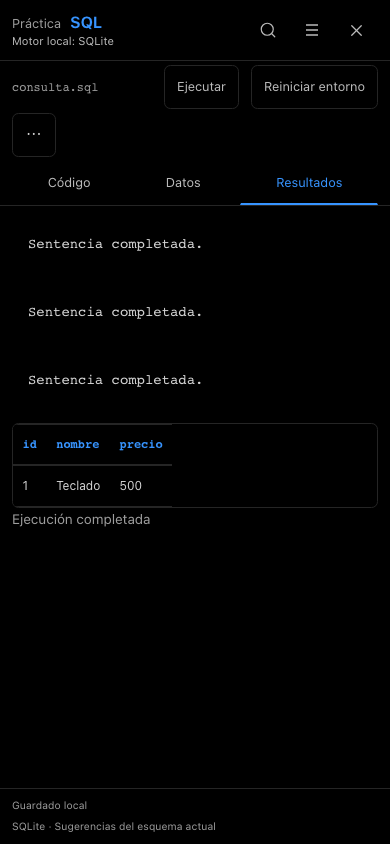 Práctica SQL
Motor local: SQLite
consulta.sql
Ejecutar
Reiniciar entorno
...
Código
Datos
Resultados
Sentencia completada.
Sentencia completada.
Sentencia completada.
id nombre precio
1 Teclado 500
Ejecución completada
Guardado local
SQLite · Sugerencias del esquema actual